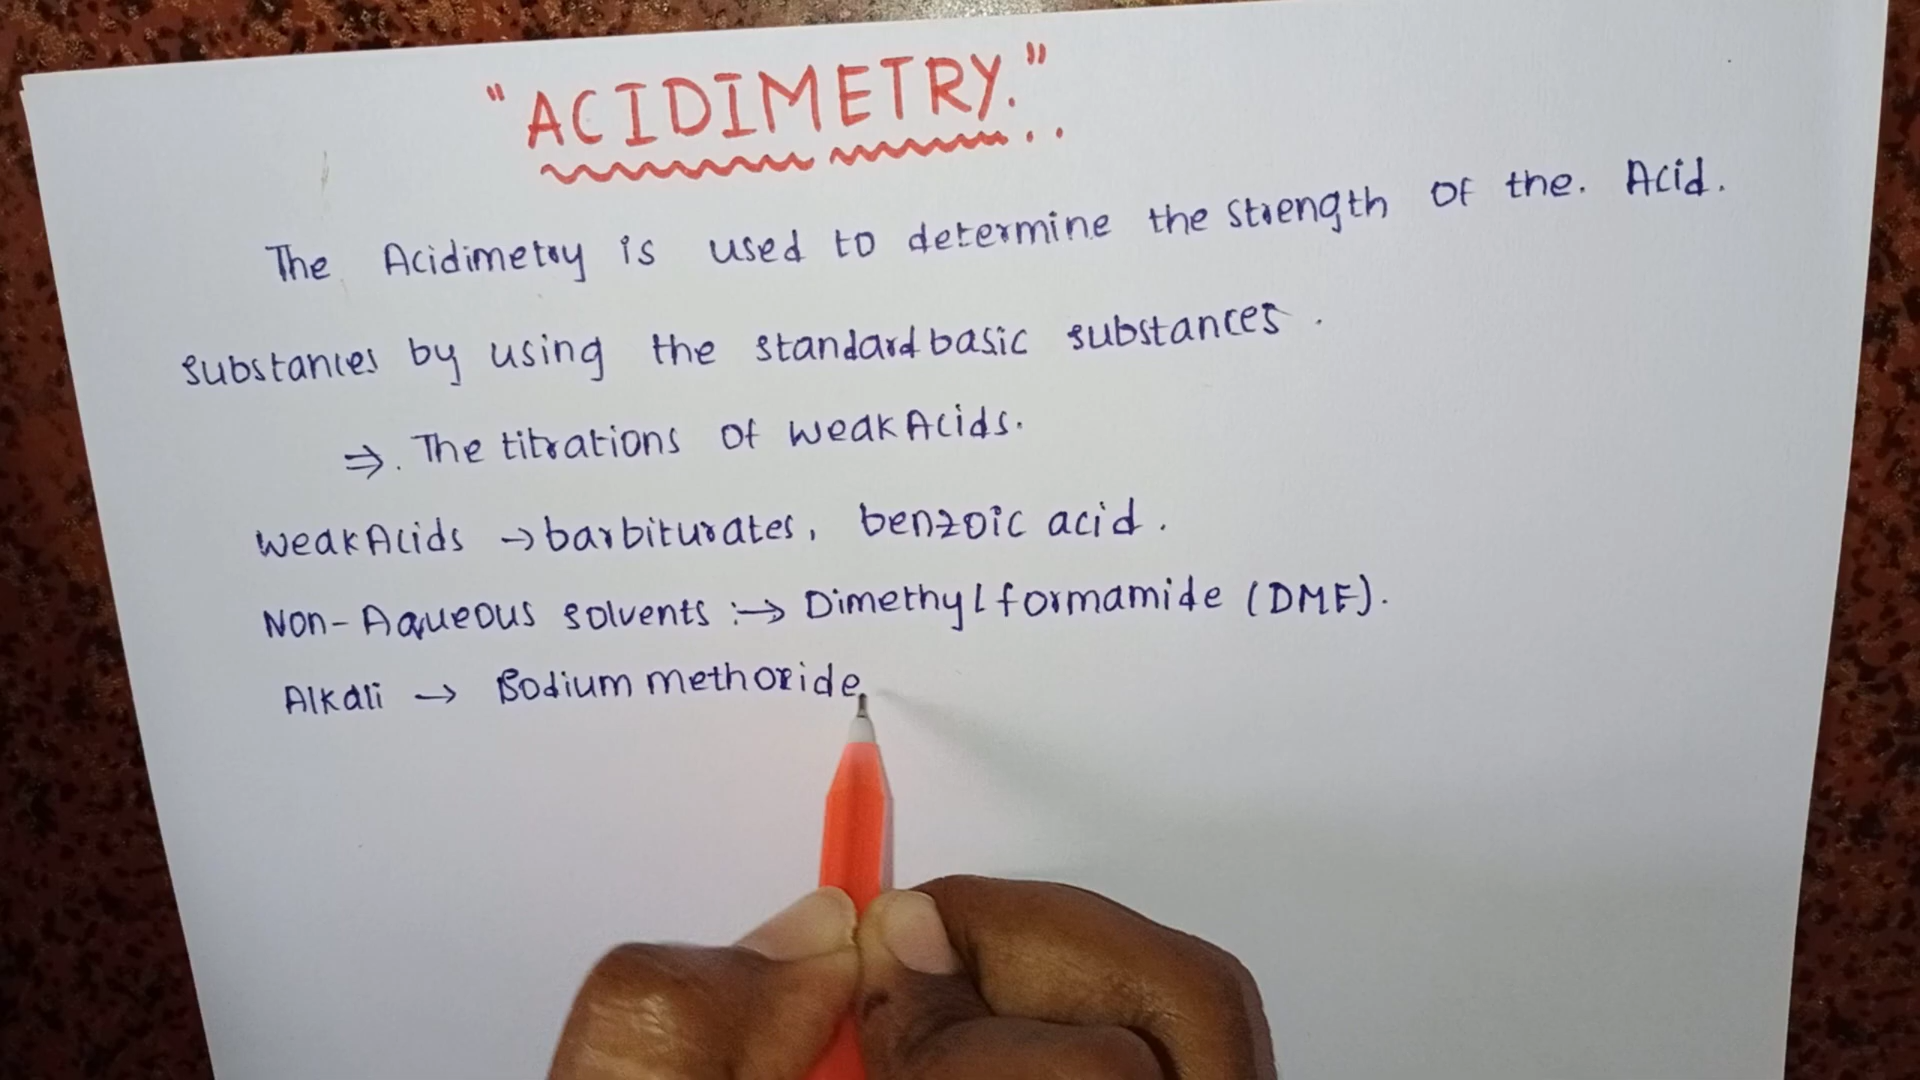 "ACIDIMETRY."
The Acidimetry is used to determine the strength of the. Acid.
substances by using the standard basic substances.
⇒. The titrations of weak Acids.
weak Acids → barbiturates, benzoic acid.
Non-Aqueous solvents :→ Dimethyl formamide (DMF).
Alkali → Sodium methoxide